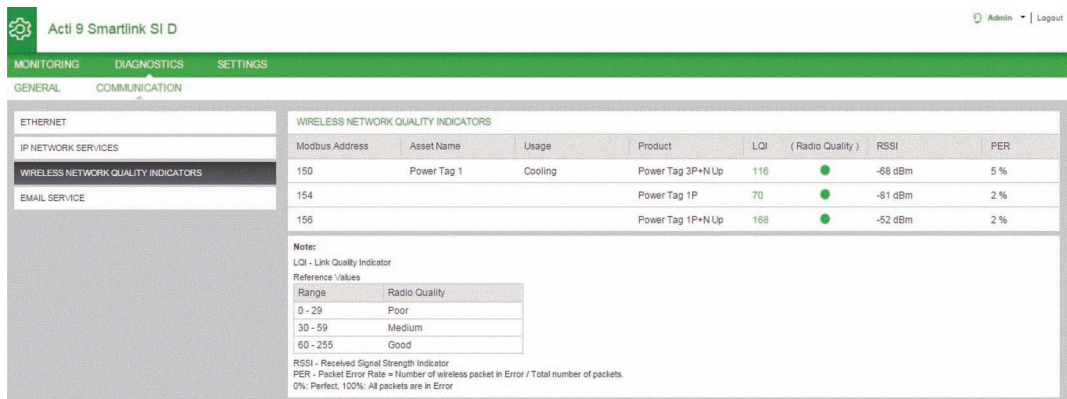 Acti 9 Smartlink SI D
Admin | Logout
MONITORING DIAGNOSTICS SETTINGS
GENERAL COMMUNICATION
ETHERNET
IP NETWORK SERVICES
WIRELESS NETWORK QUALITY INDICATORS
EMAIL SERVICE
WIRELESS NETWORK QUALITY INDICATORS
Modbus Address Asset Name Usage Product LQI ( Radio Quality ) RSSI PER
150 Power Tag 1 Cooling Power Tag 3P+N Up 116 -68 dBm 5 %
154 Power Tag 1P 70 -81 dBm 2 %
156 Power Tag 1P+N Up 168 -52 dBm 2 %
Note:
LQI - Link Quality Indicator
Reference Values
Range Radio Quality
0 - 29 Poor
30 - 59 Medium
60 - 255 Good
RSSI - Received Signal Strength Indicator
PER - Packet Error Rate = Number of wireless packet in Error / Total number of packets.
0%: Perfect, 100%: All packets are in Error